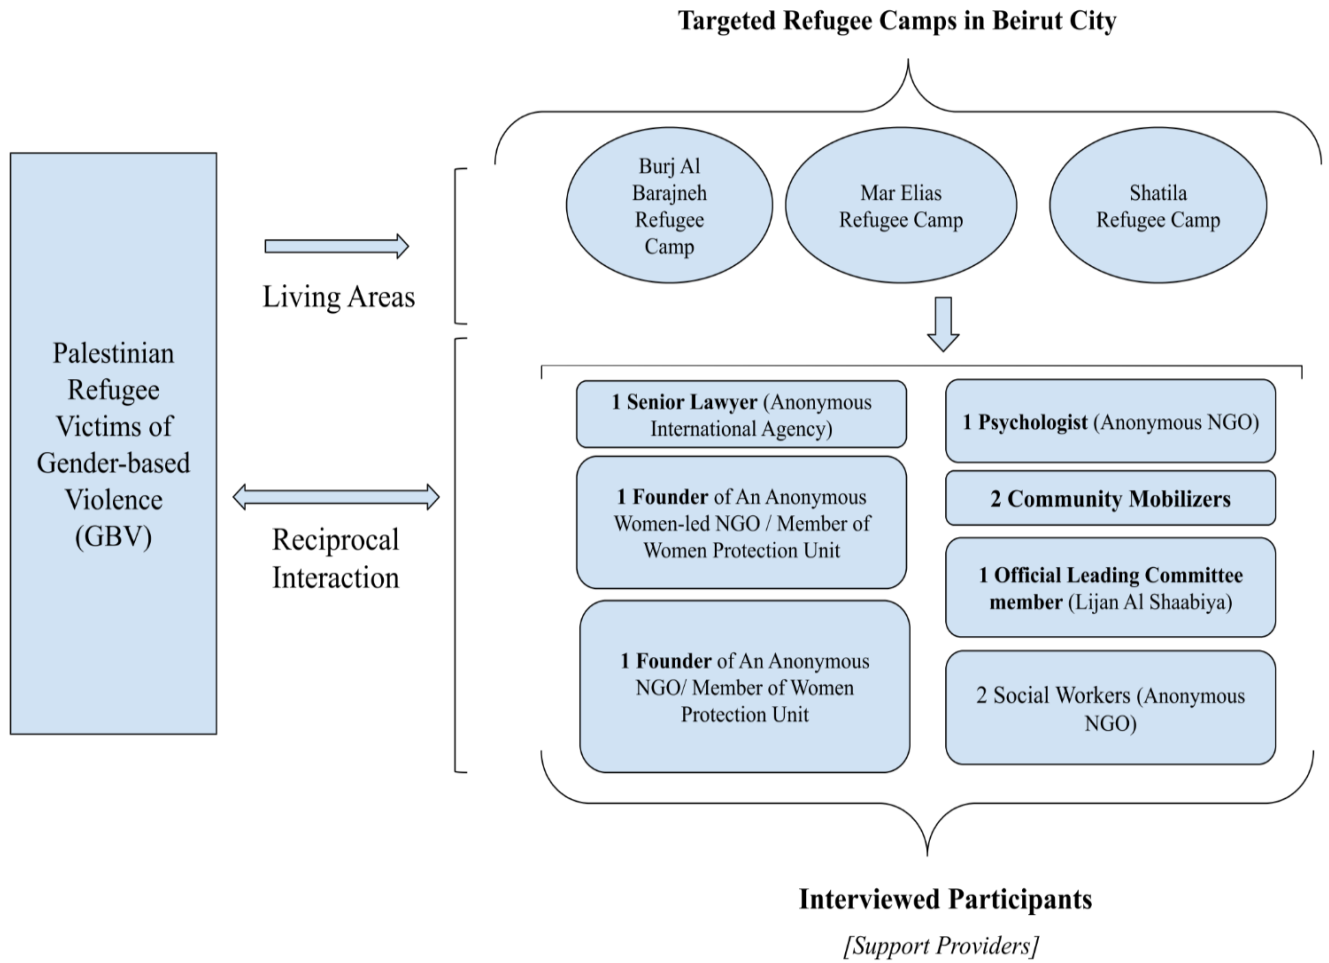 Targeted Refugee Camps in Beirut City
Burj Al
Barajneh
Refugee
Camp
Mar Elias
Refugee Camp
Shatila
Refugee Camp
Living Areas
Palestinian
Refugee
Victims of
Gender-based
Violence
(GBV)
Reciprocal
Interaction
1 Senior Lawyer (Anonymous
International Agency)
1 Founder of An Anonymous
Women-led NGO / Member of
Women Protection Unit
1 Founder of An Anonymous
NGO/ Member of Women
Protection Unit
1 Psychologist (Anonymous NGO)
2 Community Mobilizers
1 Official Leading Committee
member (Lijan Al Shaabiya)
2 Social Workers (Anonymous
NGO)
Interviewed Participants
[Support Providers]